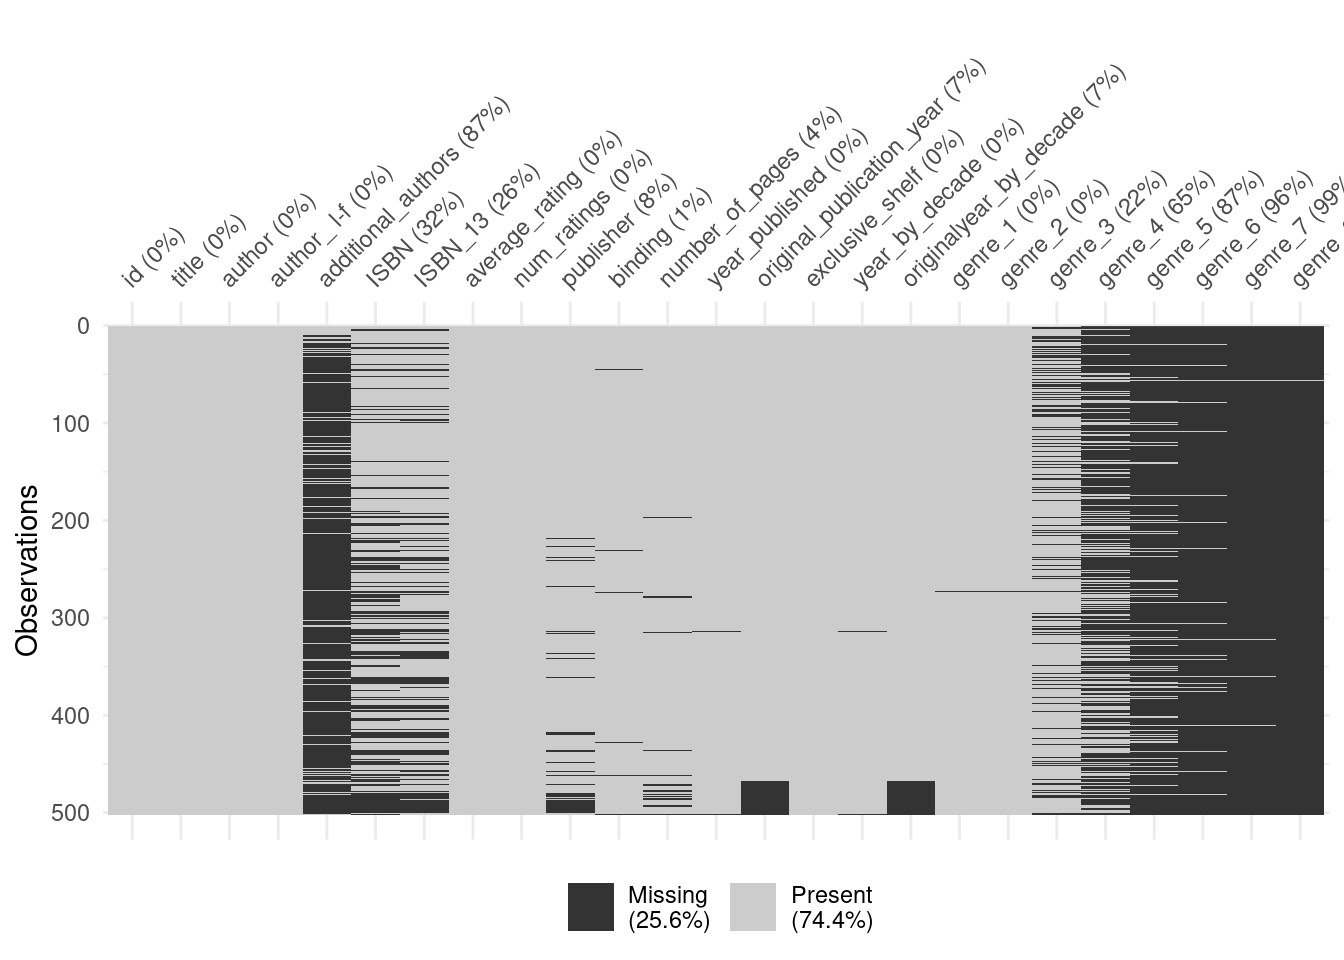 id (0%)
title (0%)
author (0%)
author_l-f (0%)
additional_authors (87%)
ISBN (32%)
ISBN_13 (26%)
average_rating (0%)
num_ratings (0%)
publisher (8%)
binding (1%)
number_of_pages (4%)
year_published (0%)
original_publication_year (7%)
exclusive_shelf (0%)
year_by_decade (0%)
originalyear_by_decade (7%)
genre_1 (0%)
genre_2 (0%)
genre_3 (22%)
genre_4 (65%)
genre_5 (87%)
genre_6 (96%)
genre_7 (99%
genre_
Observations
0
100
200
300
400
500
Missing
(25.6%)
Present
(74.4%)